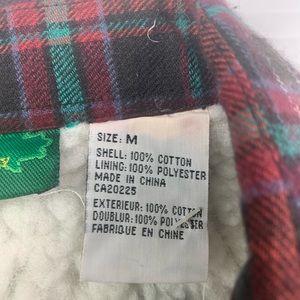 SIZE: M
SHELL: 100% COTTON
LINING: 100% POLYESTER
MADE IN CHINA
CA20225
EXTERIEUR: 100% COTTON
DOUBLUR: 100% POLYESTER
FABRIQUE EN CHINE